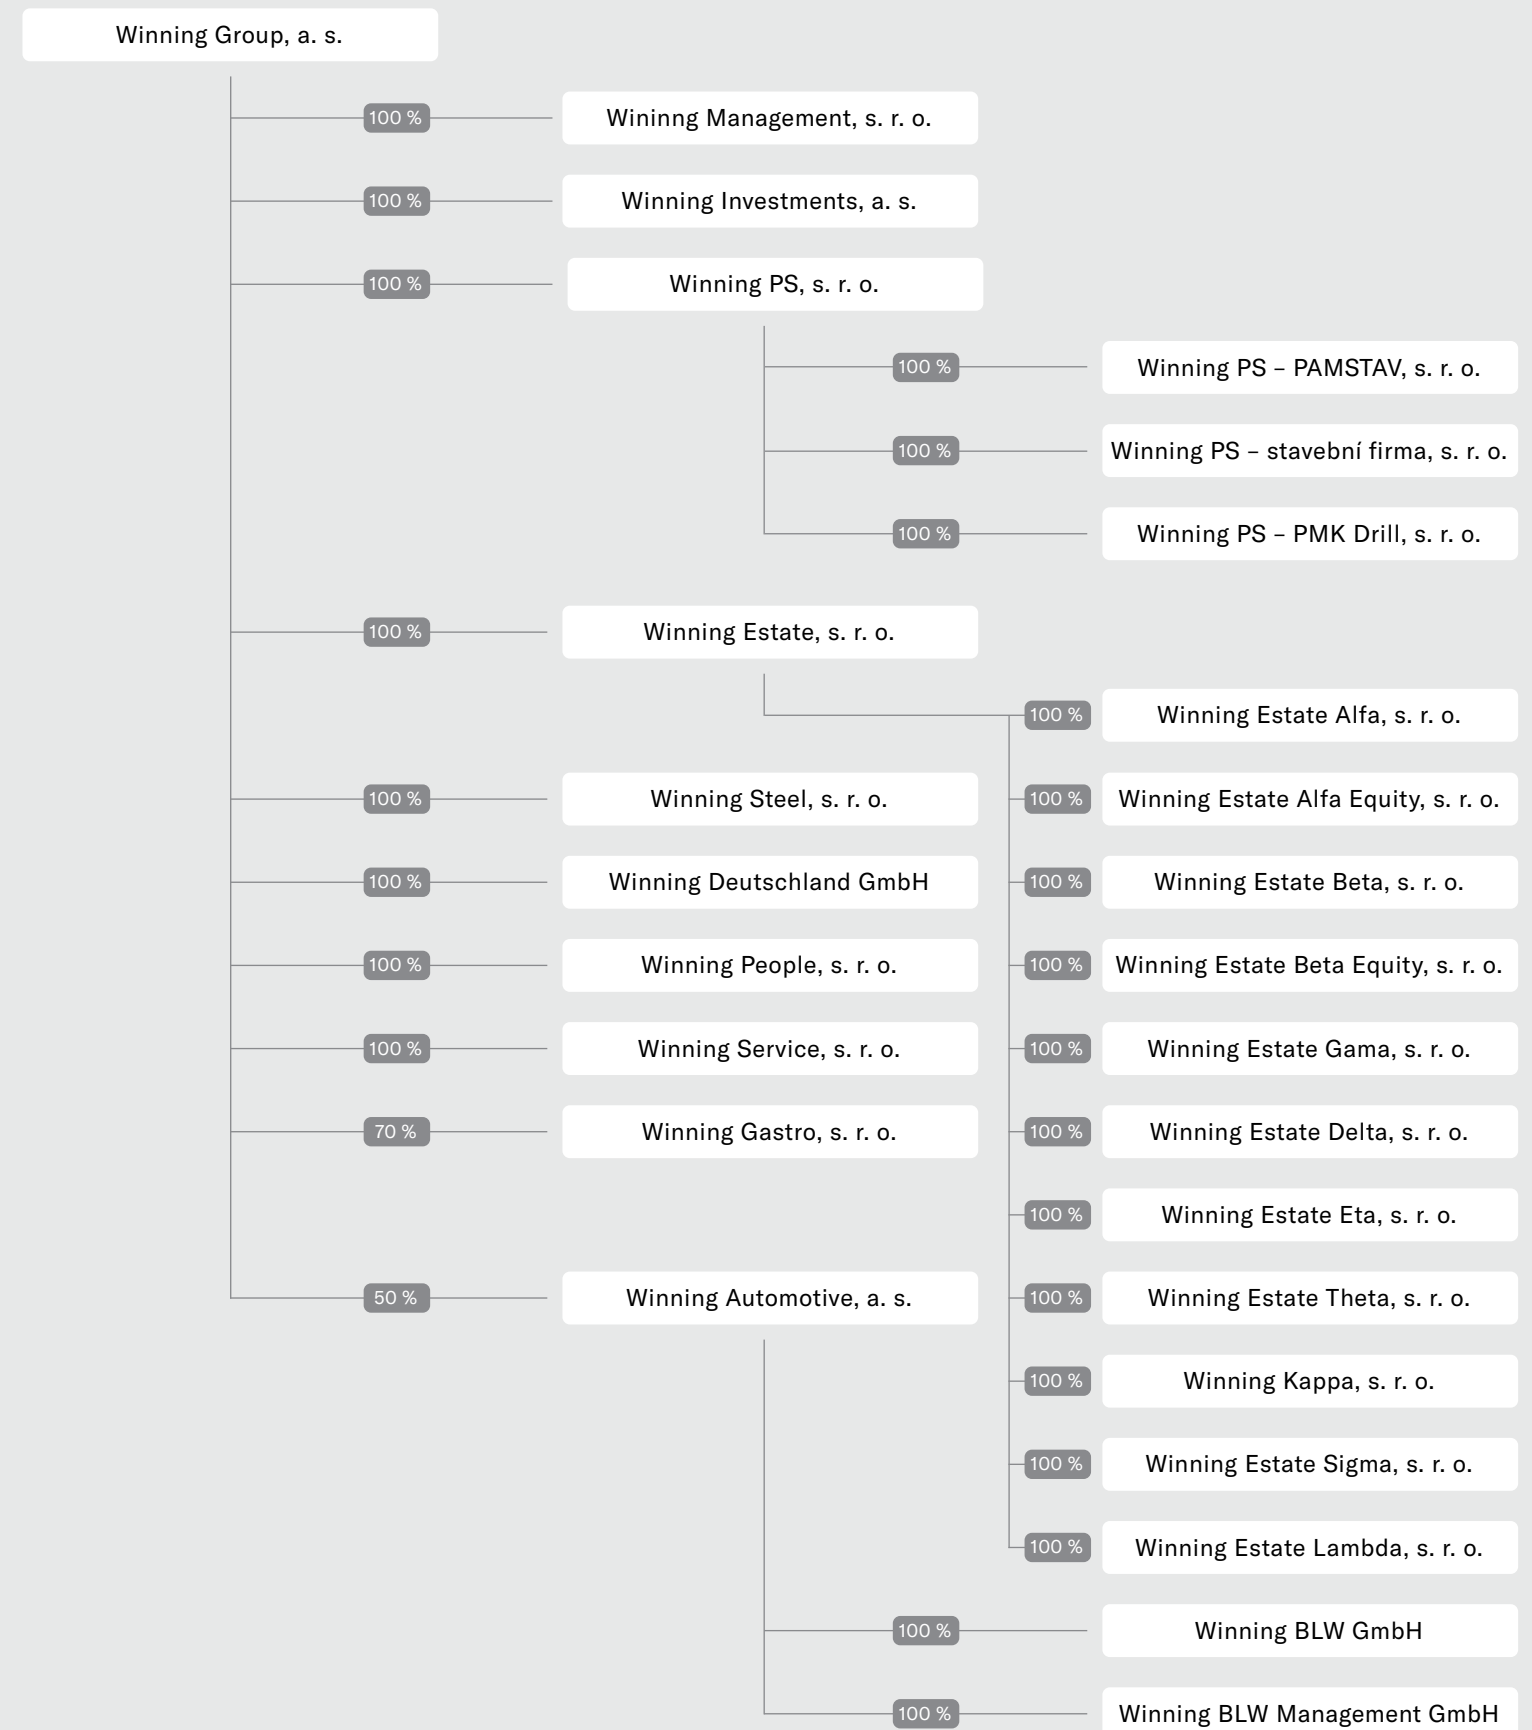 Winning Group, a. s.
100 %
Wininng Management, s. r. o.
100 %
Winning Investments, a. s.
100 %
Winning PS, s. r. o.
100 %
Winning PS – PAMSTAV, s. r. o.
100 %
Winning PS – stavební firma, s. r. o.
100 %
Winning PS – PMK Drill, s. r. o.
100 %
Winning Estate, s. r. o.
100 %
Winning Estate Alfa, s. r. o.
100 %
Winning Steel, s. r. o.
100 %
Winning Estate Alfa Equity, s. r. o.
100 %
Winning Deutschland GmbH
100 %
Winning Estate Beta, s. r. o.
100 %
Winning People, s. r. o.
100 %
Winning Estate Beta Equity, s. r. o.
100 %
Winning Service, s. r. o.
100 %
Winning Estate Gama, s. r. o.
70 %
Winning Gastro, s. r. o.
100 %
Winning Estate Delta, s. r. o.
100 %
Winning Estate Eta, s. r. o.
50 %
Winning Automotive, a. s.
100 %
Winning Estate Theta, s. r. o.
100 %
Winning Kappa, s. r. o.
100 %
Winning Estate Sigma, s. r. o.
100 %
Winning Estate Lambda, s. r. o.
100 %
Winning BLW GmbH
100 %
Winning BLW Management GmbH